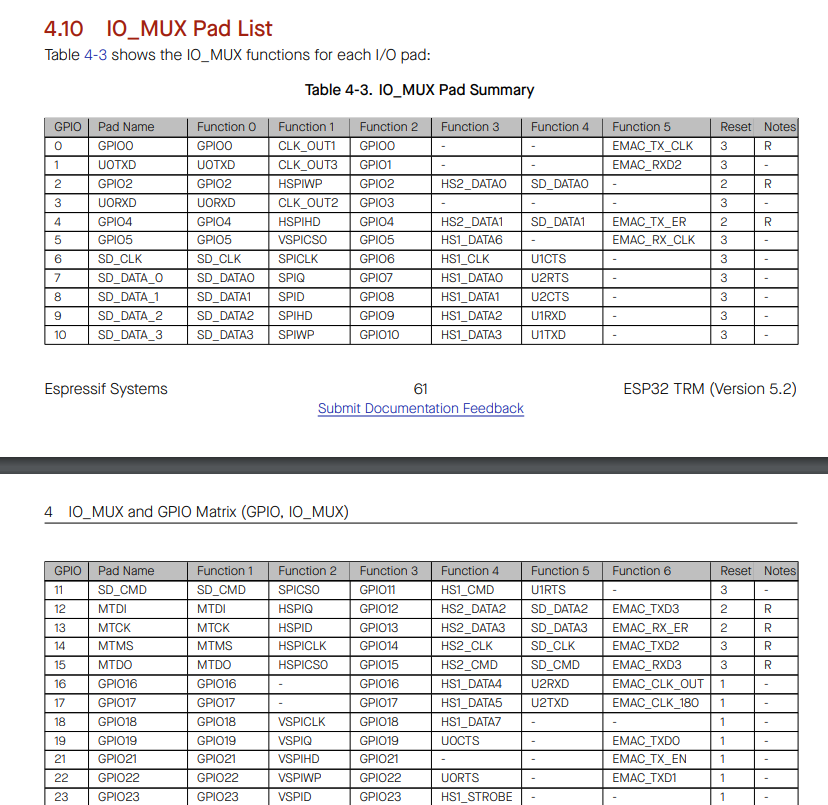 4.10 IO_MUX Pad List
Table 4-3 shows the IO_MUX functions for each I/O pad:
Table 4-3. IO_MUX Pad Summary
GPIO Pad Name Function 0 Function 1 Function 2 Function 3 Function 4 Function 5 Reset Notes
0 GPIO0 GPIO0 CLK_OUT1 GPIO0 - - EMAC_TX_CLK 3 R
1 U0TXD U0TXD CLK_OUT3 GPIO1 - - EMAC_RXD2 3 -
2 GPIO2 GPIO2 HSPIWP GPIO2 HS2_DATA0 SD_DATA0 - 2 R
3 U0RXD U0RXD CLK_OUT2 GPIO3 - - - 3 -
4 GPIO4 GPIO4 HSPIHD GPIO4 HS2_DATA1 SD_DATA1 EMAC_TX_ER 2 R
5 GPIO5 GPIO5 VSPICS0 GPIO5 HS1_DATA6 - EMAC_RX_CLK 3 -
6 SD_CLK SD_CLK SPICLK GPIO6 HS1_CLK U1CTS - 3 -
7 SD_DATA_0 SD_DATA0 SPIQ GPIO7 HS1_DATA0 U2RTS - 3 -
8 SD_DATA_1 SD_DATA1 SPID GPIO8 HS1_DATA1 U2CTS - 3 -
9 SD_DATA_2 SD_DATA2 SPIHD GPIO9 HS1_DATA2 U1RXD - 3 -
10 SD_DATA_3 SD_DATA3 SPIWP GPIO10 HS1_DATA3 U1TXD - 3 -
Espressif Systems 61 ESP32 TRM (Version 5.2)
Submit Documentation Feedback
4 IO_MUX and GPIO Matrix (GPIO, IO_MUX)
GPIO Pad Name Function 1 Function 2 Function 3 Function 4 Function 5 Function 6 Reset Notes
11 SD_CMD SD_CMD SPICS0 GPIO11 HS1_CMD U1RTS - 3 -
12 MTDI MTDI HSPIQ GPIO12 HS2_DATA2 SD_DATA2 EMAC_TXD3 2 R
13 MTCK MTCK HSPID GPIO13 HS2_DATA3 SD_DATA3 EMAC_RX_ER 2 R
14 MTMS MTMS HSPICLK GPIO14 HS2_CLK SD_CLK EMAC_TXD2 3 R
15 MTDO MTDO HSPICS0 GPIO15 HS2_CMD SD_CMD EMAC_RXD3 3 R
16 GPIO16 GPIO16 - GPIO16 HS1_DATA4 U2RXD EMAC_CLK_OUT 1 -
17 GPIO17 GPIO17 - GPIO17 HS1_DATA5 U2TXD EMAC_CLK_180 1 -
18 GPIO18 GPIO18 VSPICLK GPIO18 HS1_DATA7 - - 1 -
19 GPIO19 GPIO19 VSPIQ GPIO19 U0CTS - EMAC_TXD0 1 -
21 GPIO21 GPIO21 VSPIHD GPIO21 - - EMAC_TX_EN 1 -
22 GPIO22 GPIO22 VSPIWP GPIO22 U0RTS - EMAC_TXD1 1 -
23 GPIO23 GPIO23 VSPID GPIO23 HS1_STROBE - - 1 -